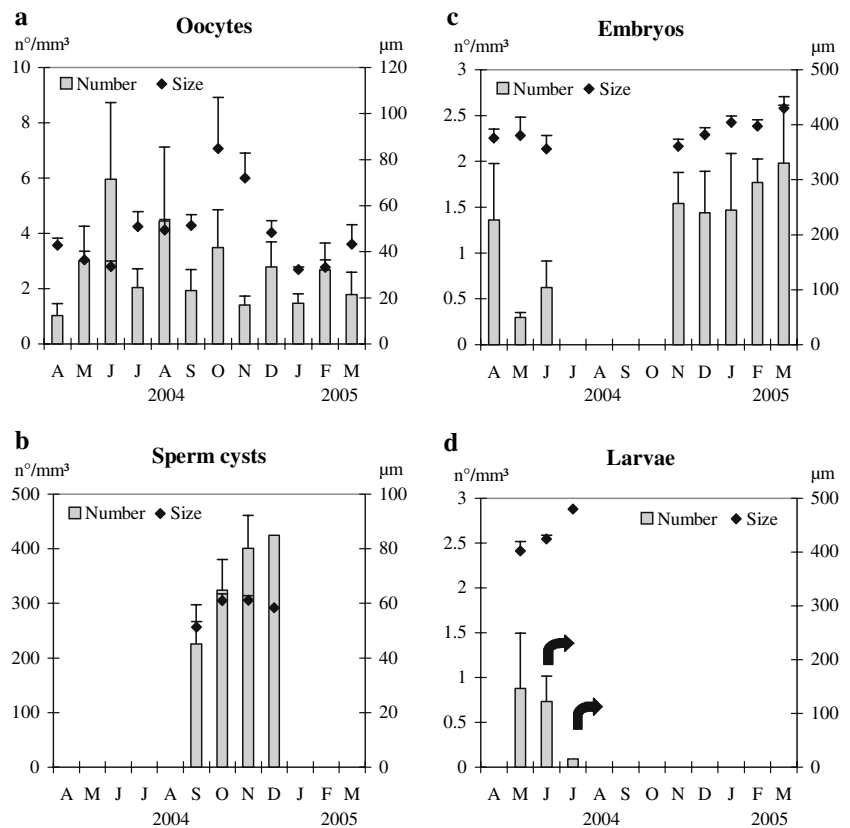 a
Oocytes
n°/mm³ µm
Number Size
10 120
8 100
80
6
60
4
40
2
20
0 0
A M J J A S O N D J F M
2004 2005
c
Embryos
n°/mm³ µm
Number Size
3 500
2.5 400
2
300
1.5
200
1
0.5 100
0 0
A M J J A S O N D J F M
2004 2005
b
Sperm cysts
n°/mm³ µm
Number Size
500 100
400 80
300 60
200 40
100 20
0 0
A M J J A S O N D J F M
2004 2005
d
Larvae
n°/mm³ µm
Number Size
3 500
2.5 400
2
300
1.5
200
1
0.5 100
0 0
A M J J A S O N D J F M
2004 2005